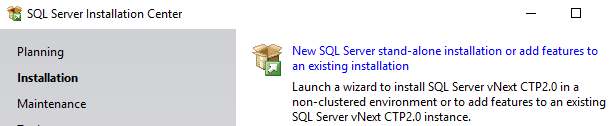 SQL Server Installation Center
Planning
Installation
Maintenance
New SQL Server stand-alone installation or add features to
an existing installation
Launch a wizard to install SQL Server vNext CTP2.0 in a
non-clustered environment or to add features to an existing
SQL Server vNext CTP2.0 instance.